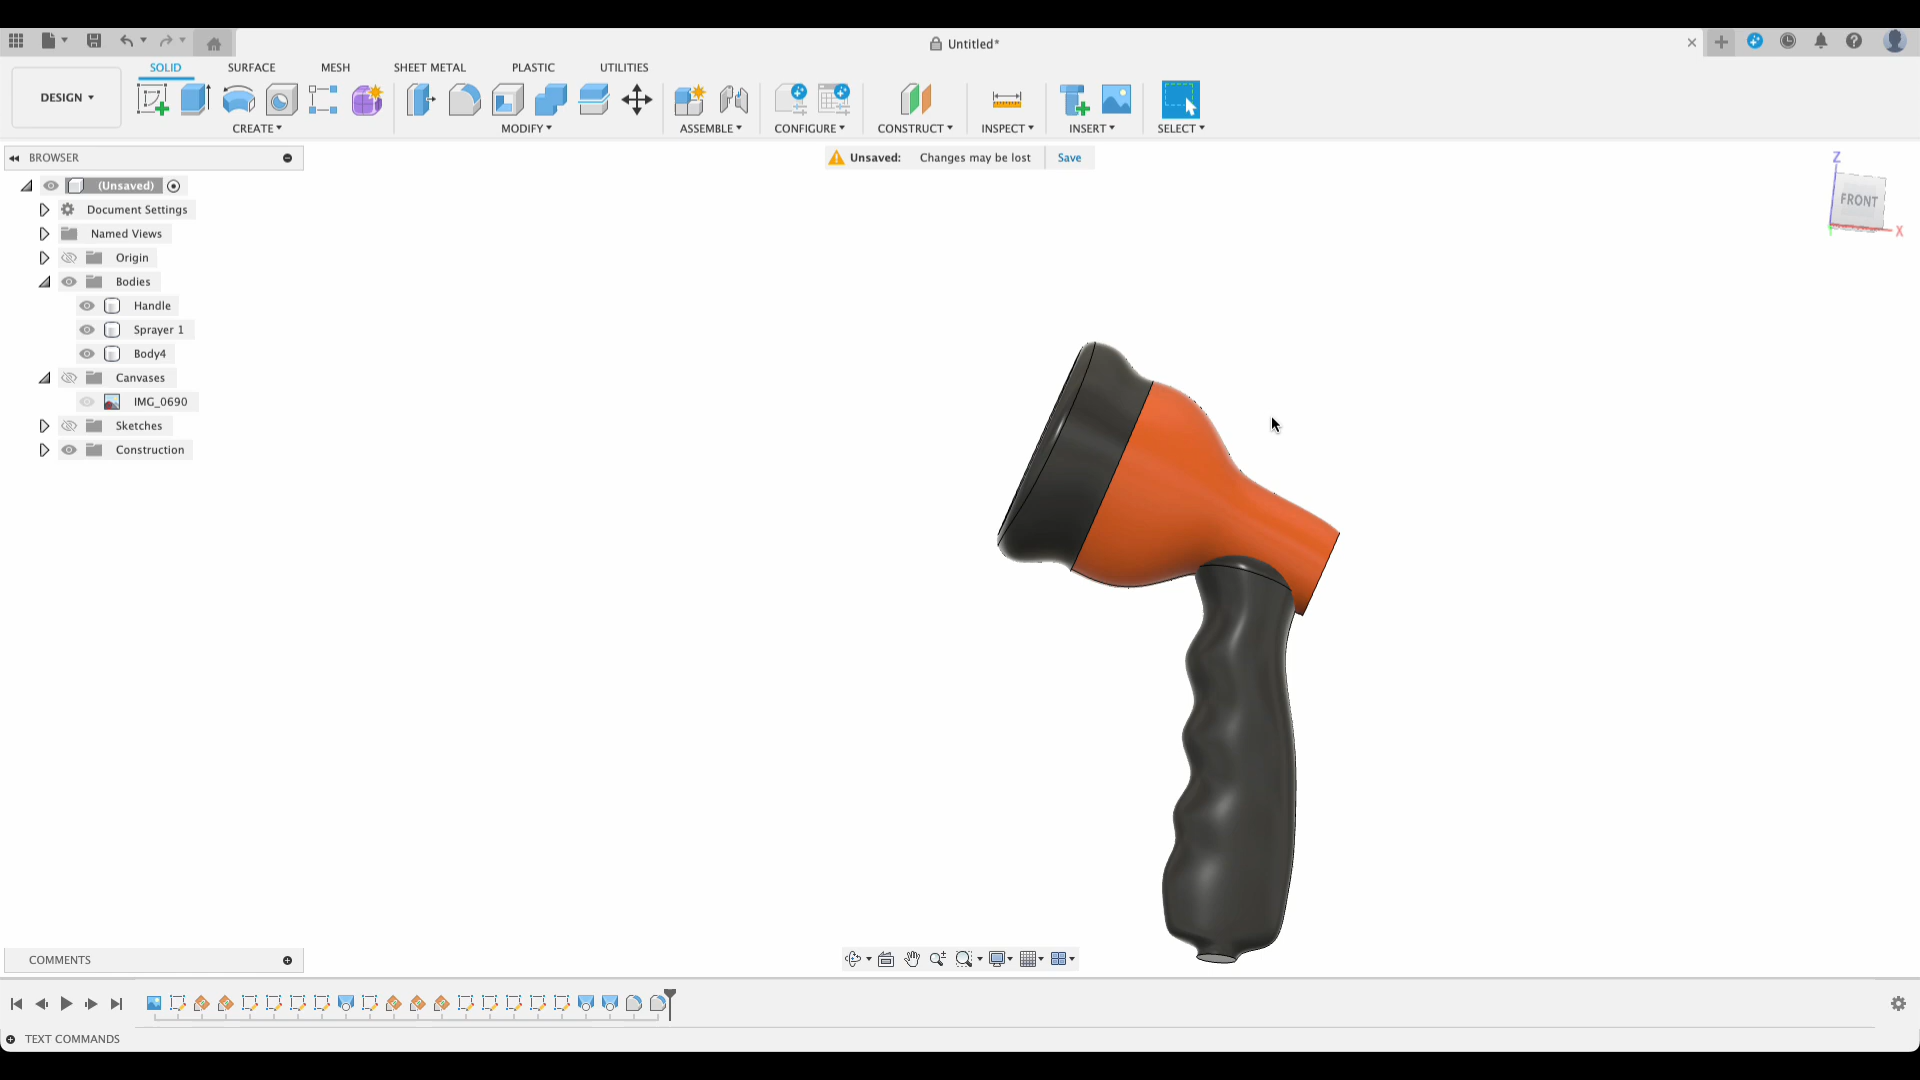 Untitled*
SOLID SURFACE MESH SHEET METAL PLASTIC UTILITIES
DESIGN
CREATE MODIFY ASSEMBLE CONFIGURE CONSTRUCT INSPECT INSERT SELECT
BROWSER
Unsaved: Changes may be lost Save
(Unsaved)
Document Settings
Named Views
Origin
Bodies
Handle
Sprayer 1
Body4
Canvases
IMG_0690
Sketches
Construction
Z
FRONT
X
COMMENTS
TEXT COMMANDS